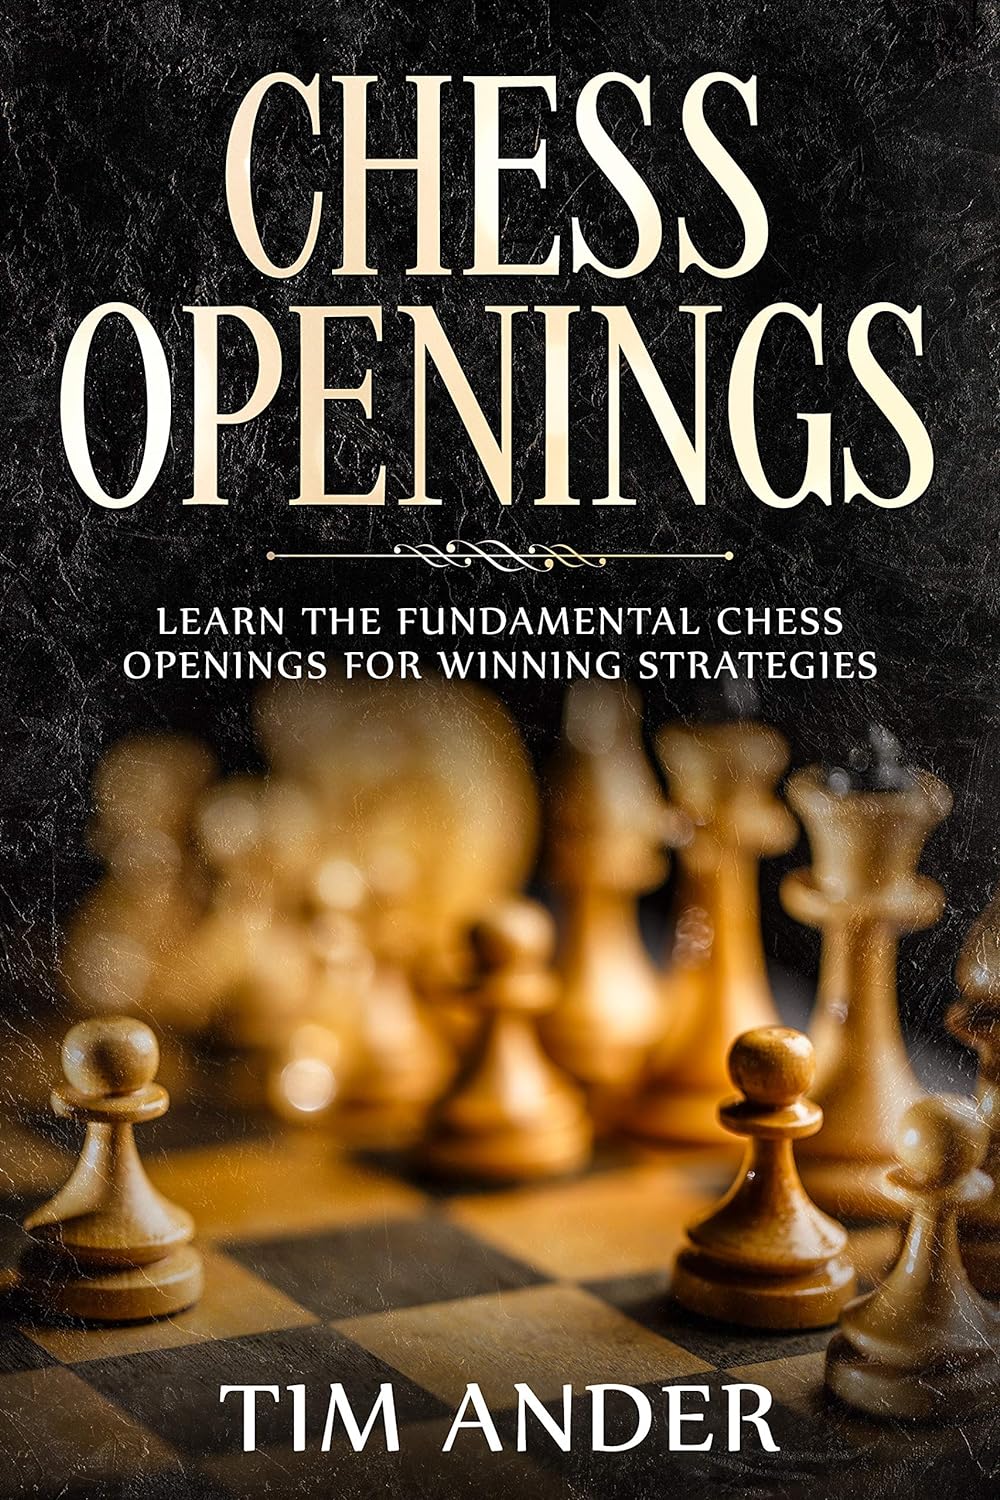 CHESS
OPENINGS
LEARN THE FUNDAMENTAL CHESS
OPENINGS FOR WINNING STRATEGIES
TIM ANDER